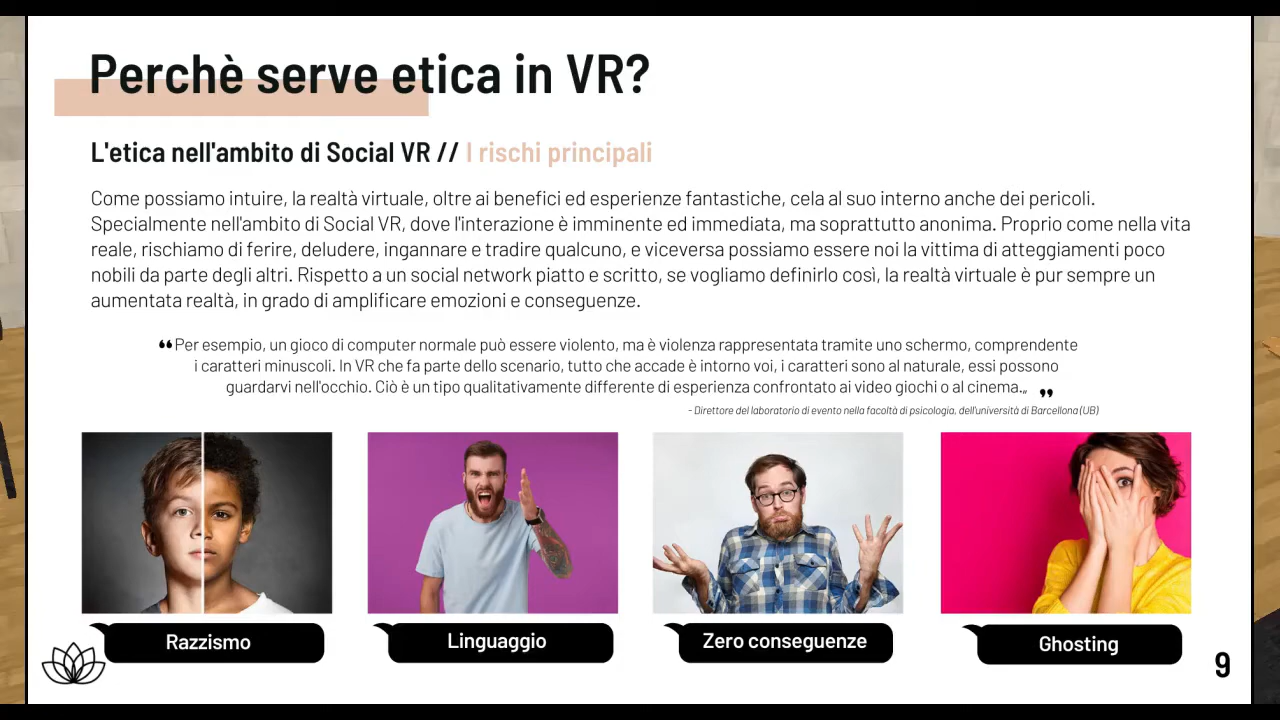 Perchè serve etica in VR?
L'etica nell'ambito di Social VR // I rischi principali
Come possiamo intuire, la realtà virtuale, oltre ai benefici ed esperienze fantastiche, cela al suo interno anche dei pericoli.
Specialmente nell'ambito di Social VR, dove l'interazione è imminente ed immediata, ma soprattutto anonima. Proprio come nella vita
reale, rischiamo di ferire, deludere, ingannare e tradire qualcuno, e viceversa possiamo essere noi la vittima di atteggiamenti poco
nobili da parte degli altri. Rispetto a un social network piatto e scritto, se vogliamo definirlo così, la realtà virtuale è pur sempre un
aumentata realtà, in grado di amplificare emozioni e conseguenze.
❝Per esempio, un gioco di computer normale può essere violento, ma è violenza rappresentata tramite uno schermo, comprendente
i caratteri minuscoli. In VR che fa parte dello scenario, tutto che accade è intorno voi, i caratteri sono al naturale, essi possono
guardarvi nell'occhio. Ciò è un tipo qualitativamente differente di esperienza confrontato ai video giochi o al cinema.„ ❞
- Direttore del laboratorio di evento nella facoltà di psicologia, dell'università di Barcellona (UB)
Razzismo
Linguaggio
Zero conseguenze
Ghosting
9